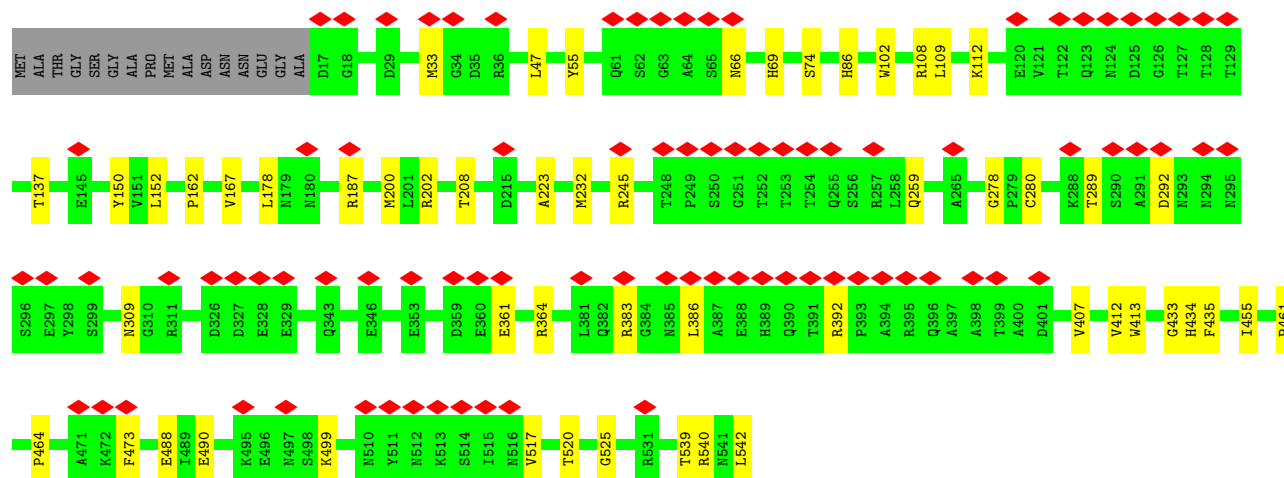 MET ALA THR GLY SER GLY ALA PRO MET ALA ASP ASN ASN GLU GLY ALA D17 G18 D29 M33 G34 D35 R36 L47 Y55 Q61 S62 G63 A64 S65 N66 H69 S74 H86 W102 R108 L109 K112 E120 V121 T122 Q123 N124 D125 G126 T127 T128 T129
T137 E145 Y150 V151 L152 P162 V167 L178 N179 N180 R187 M200 L201 R202 T208 D215 A223 M232 R245 T248 P249 S250 G251 T252 T253 T254 Q255 S256 R257 L258 Q259 A265 G278 P279 C280 K288 T289 S290 A291 D292 N293 N294 N295
S296 E297 Y298 S299 N309 G310 R311 D326 D327 E328 E329 Q343 E346 E353 D359 E360 E361 R364 L381 Q382 R383 G384 N385 L386 A387 E388 H389 Q390 T391 R392 P393 A394 R395 Q396 A397 A398 T399 A400 D401 V407 V412 W413 G433 H434 F435 I455
P464 A471 K472 F473 E488 I489 E490 K495 E496 N497 S498 K499 N510 Y511 N512 K513 S514 I515 N516 V517 T520 G525 R531 T539 R540 N541 L542